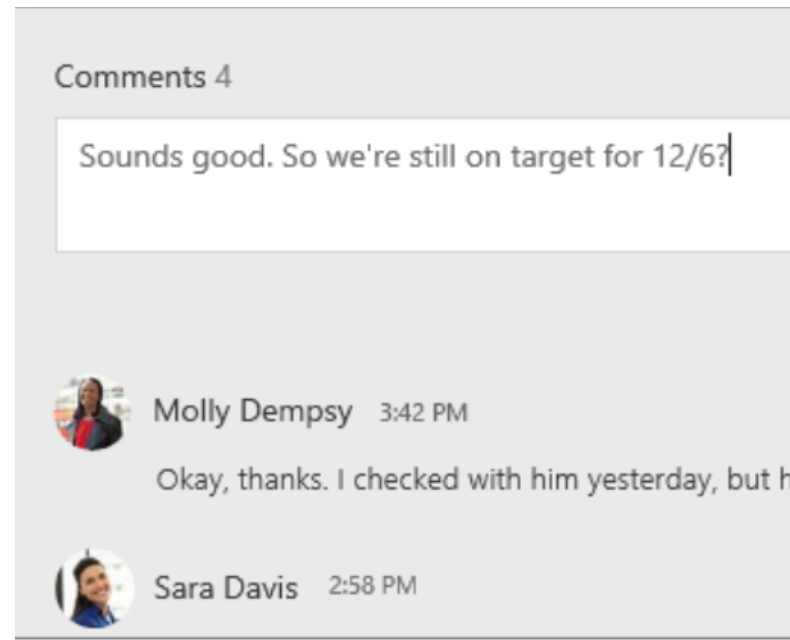 Comments 4
Sounds good. So we're still on target for 12/6?
Molly Dempsy 3:42 PM
Okay, thanks. I checked with him yesterday, but h
Sara Davis 2:58 PM